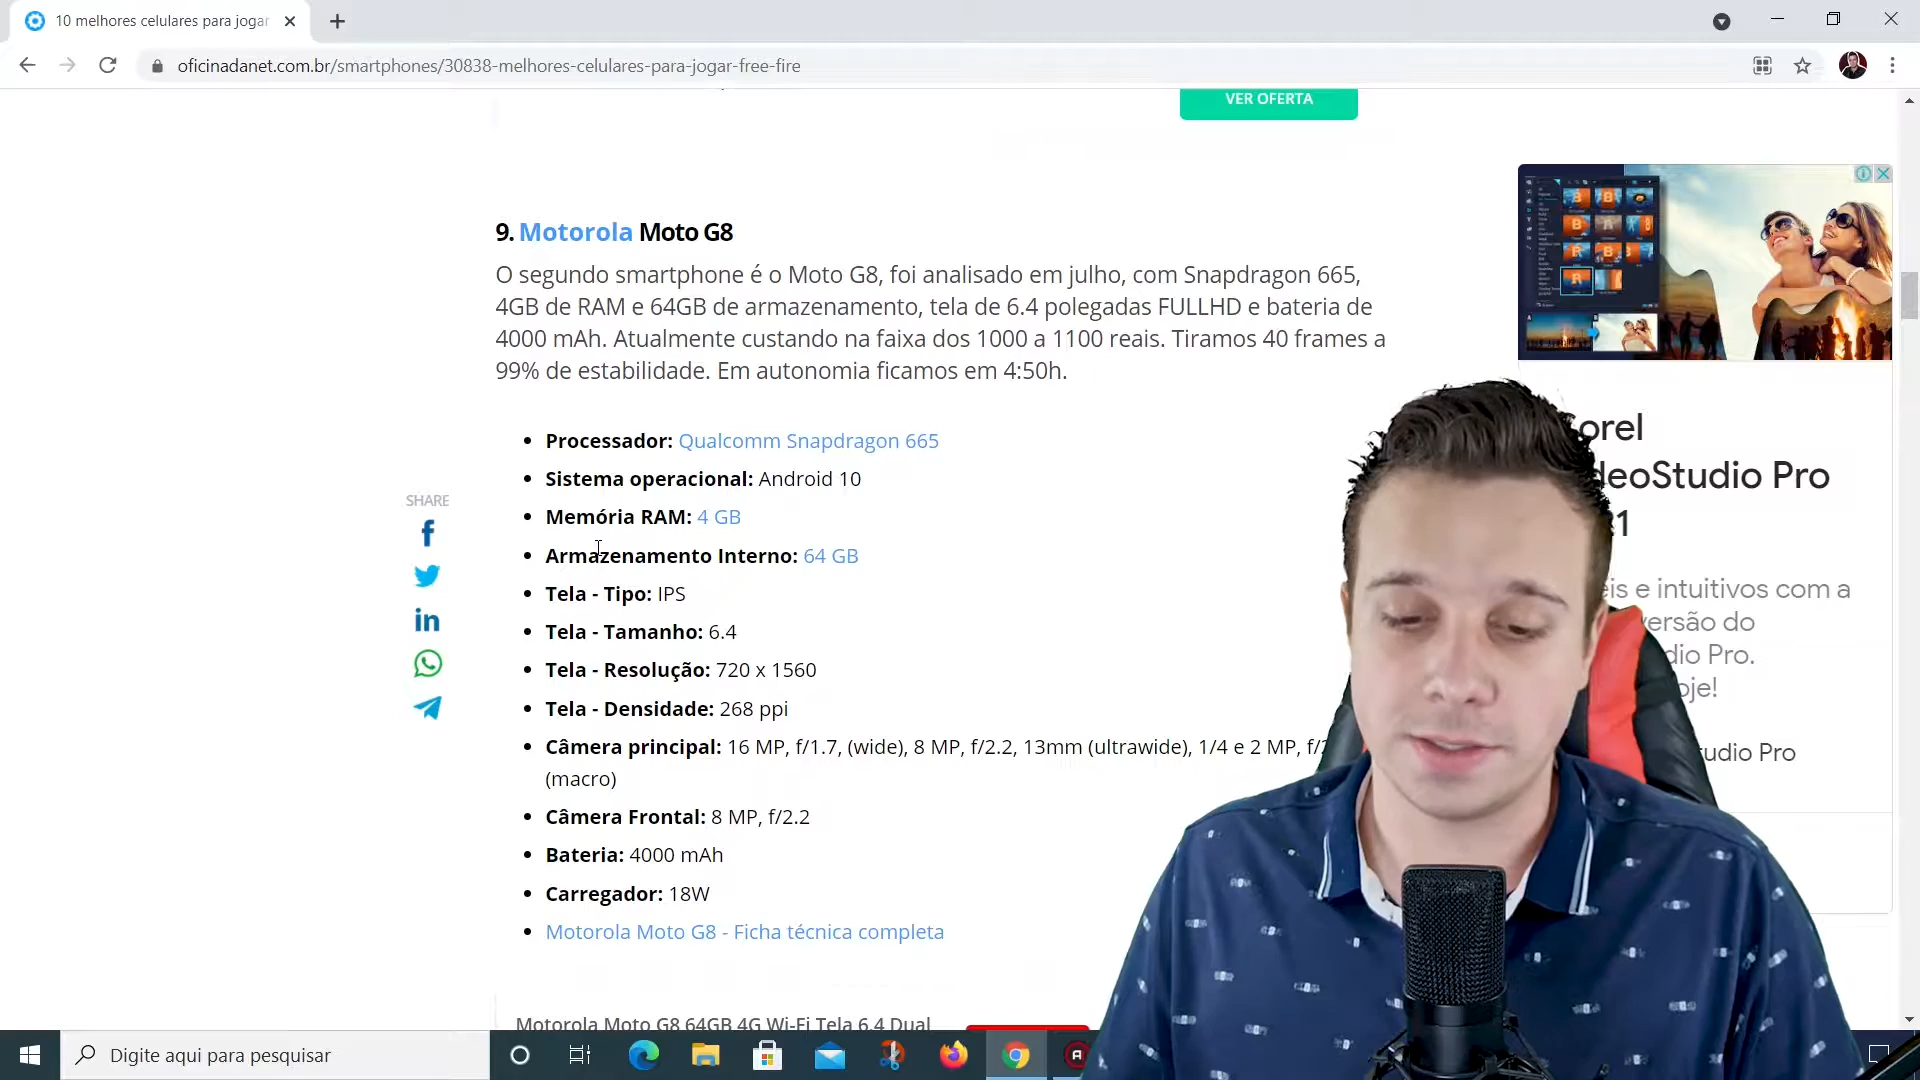 10 melhores celulares para jogar
oficinadanet.com.br/smartphones/30838-melhores-celulares-para-jogar-free-fire
VER OFERTA
9. Motorola Moto G8
O segundo smartphone é o Moto G8, foi analisado em julho, com Snapdragon 665,
4GB de RAM e 64GB de armazenamento, tela de 6.4 polegadas FULLHD e bateria de
4000 mAh. Atualmente custando na faixa dos 1000 a 1100 reais. Tiramos 40 frames a
99% de estabilidade. Em autonomia ficamos em 4:50h.
Processador: Qualcomm Snapdragon 665
Sistema operacional: Android 10
Memória RAM: 4 GB
Armazenamento Interno: 64 GB
Tela - Tipo: IPS
Tela - Tamanho: 6.4
Tela - Resolução: 720 x 1560
Tela - Densidade: 268 ppi
Câmera principal: 16 MP, f/1.7, (wide), 8 MP, f/2.2, 13mm (ultrawide), 1/4 e 2 MP, f/2
(macro)
Câmera Frontal: 8 MP, f/2.2
Bateria: 4000 mAh
Carregador: 18W
Motorola Moto G8 - Ficha técnica completa
Motorola Moto G8 64GB 4G Wi-Fi Tela 6.4 Dual
SHARE
orel
deoStudio Pro
1
eis e intuitivos com a
versão do
dio Pro.
oje!
udio Pro
Digite aqui para pesquisar